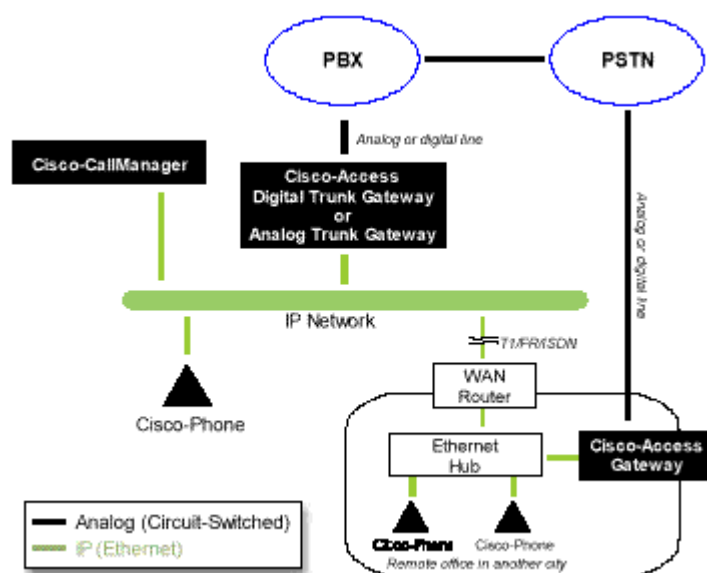 PBX
PSTN
Analog or digital line
Cisco-CallManager
Cisco-Access
Digital Trunk Gateway
or
Analog Trunk Gateway
Analog or digital line
IP Network
T1/FR/ISDN
WAN
Router
Cisco-Phone
Ethernet
Hub
Cisco-Access
Gateway
Cisco-Phone
Cisco-Phone
Remote office in another city
Analog (Circuit-Switched)
IP (Ethernet)